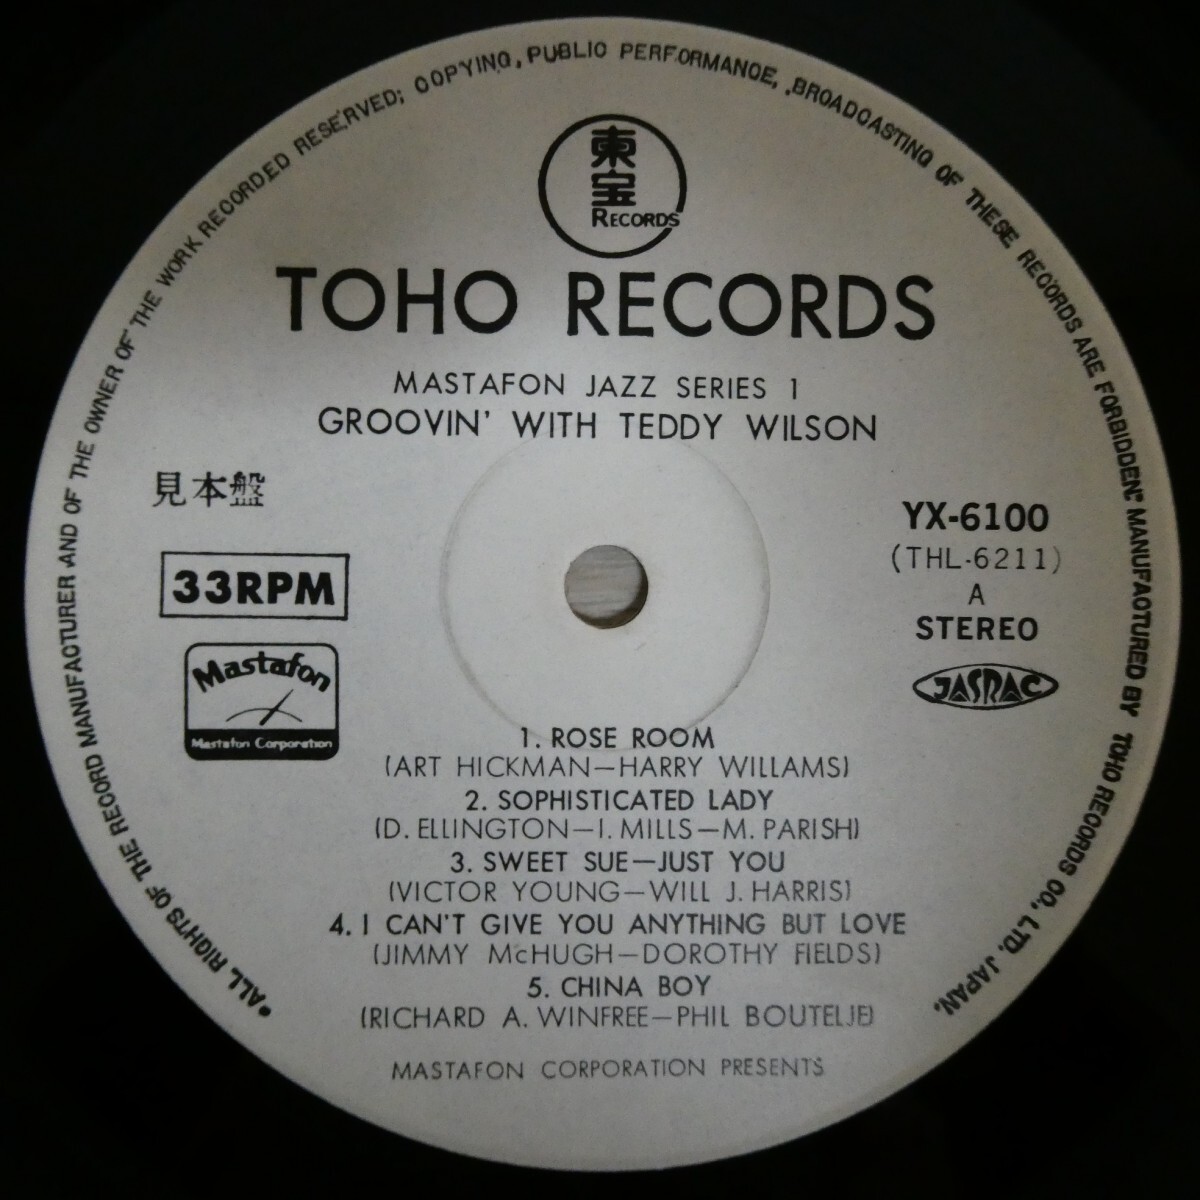 *ALL RIGHTS OF THE RECORD MANUFACTURER AND OF THE OWNER OF THE WORK RECORDED RESERVED; COPYING, PUBLIC PERFORMANCE, BROADCASTING OF THESE RECORDS ARE FORBIDDEN." MANUFACTURED BY TOHO RECORDS CO., LTD. JAPAN.
東
宝
RECORDS
TOHO RECORDS
MASTAFON JAZZ SERIES 1
GROOVIN' WITH TEDDY WILSON
見本盤
33RPM
Mastafon
Mastafon Corporation
YX-6100
(THL-6211)
A
STEREO
JASRAC
1. ROSE ROOM
(ART HICKMAN—HARRY WILLAMS)
2. SOPHISTICATED LADY
(D. ELLINGTON—I. MILLS—M. PARISH)
3. SWEET SUE—JUST YOU
(VICTOR YOUNG—WILL J. HARRIS)
4. I CAN'T GIVE YOU ANYTHING BUT LOVE
(JIMMY McHUGH—DOROTHY FIELDS)
5. CHINA BOY
(RICHARD A. WINFREE—PHIL BOUTELJE)
MASTAFON CORPORATION PRESENTS